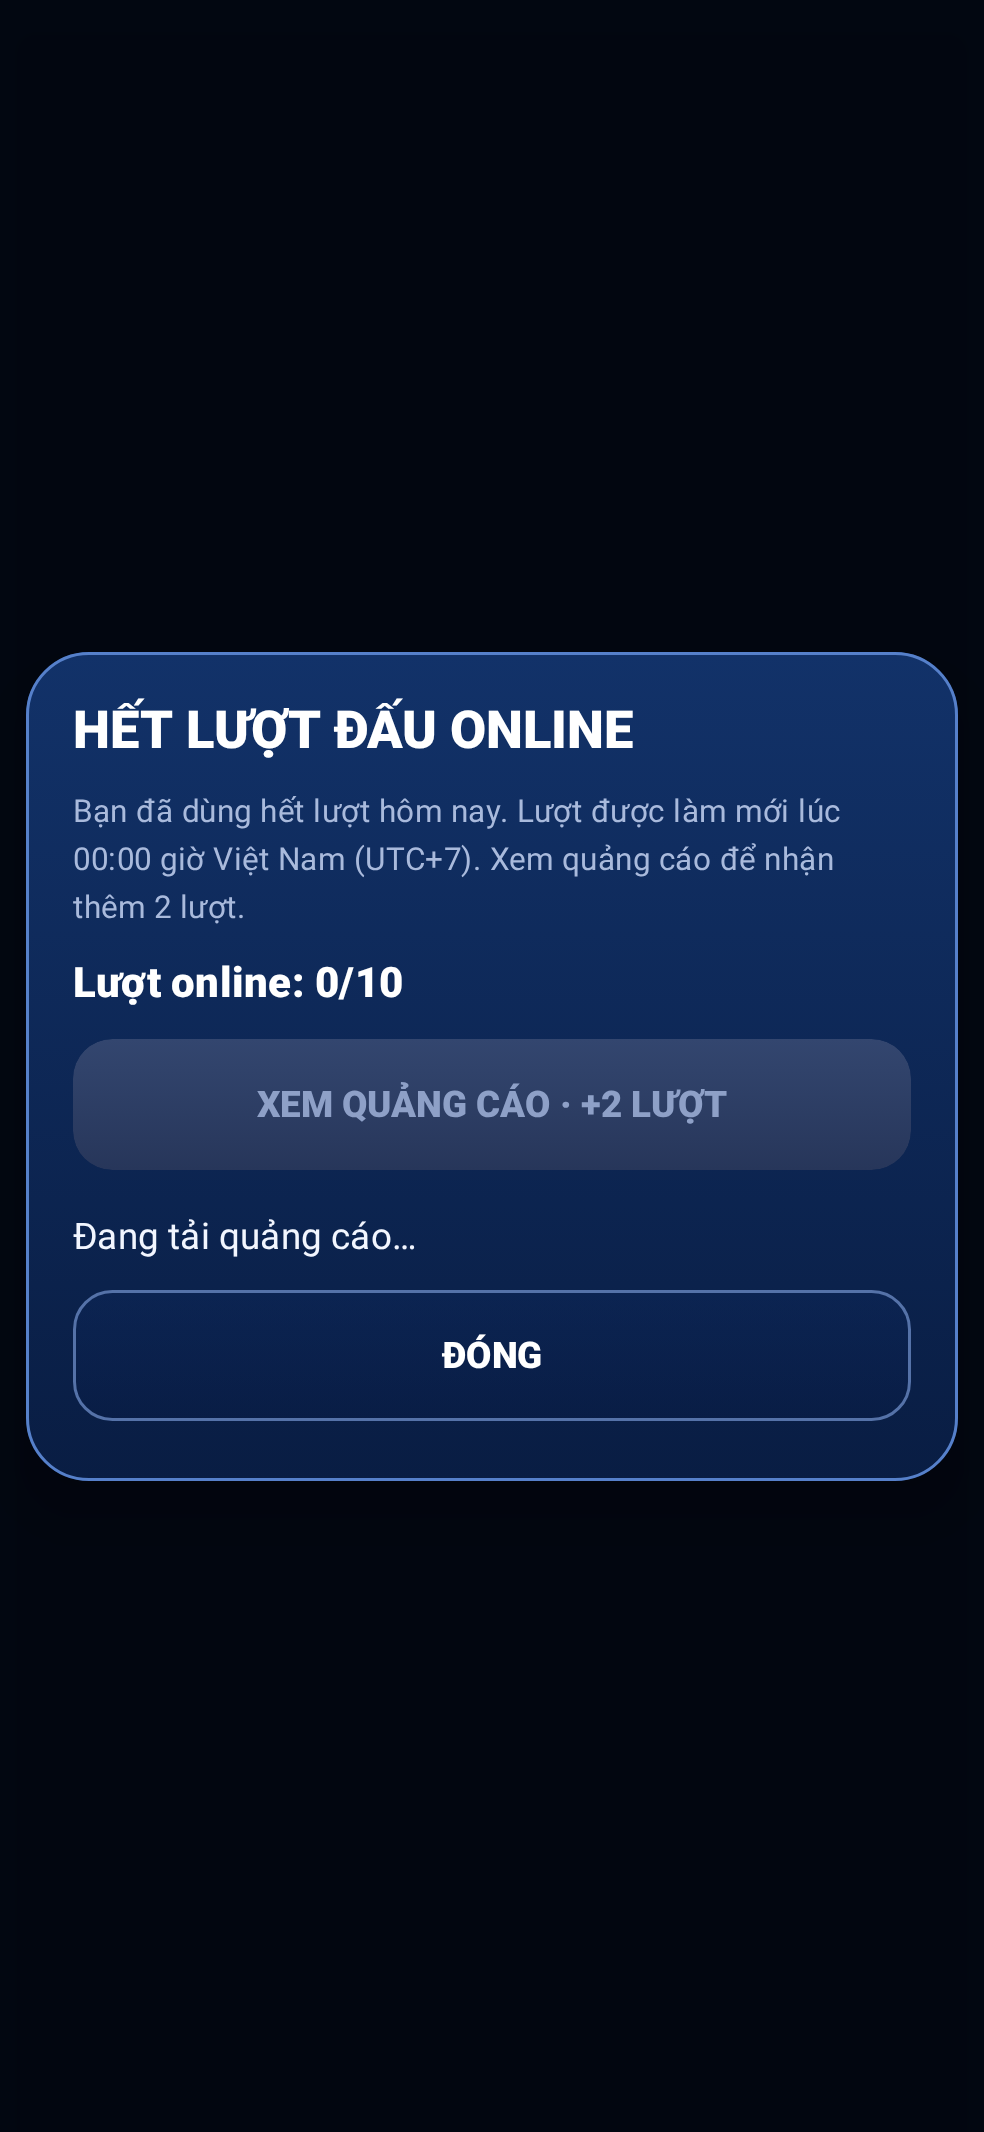 HẾT LƯỢT ĐẤU ONLINE
Bạn đã dùng hết lượt hôm nay. Lượt được làm mới lúc
00:00 giờ Việt Nam (UTC+7). Xem quảng cáo để nhận
thêm 2 lượt.
Lượt online: 0/10
XEM QUẢNG CÁO · +2 LƯỢT
Đang tải quảng cáo…
ĐÓNG